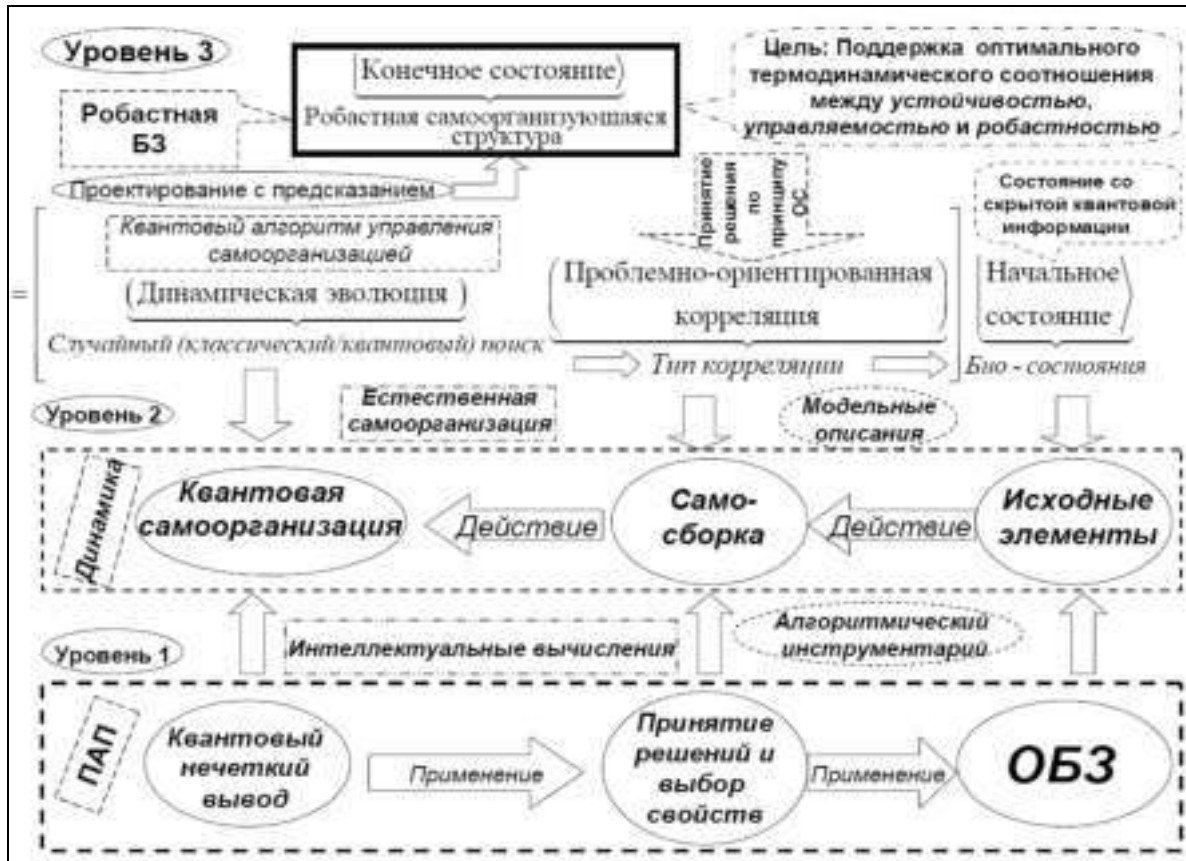 Уровень 3
{Конечное состояние}
Робастная самоорганизующаяся
структура
Цель: Поддержка оптимального
термодинамического соотношения
между устойчивостью,
управляемостью и робастностью
Робастная
БЗ
Проектирование с предсказанием
Принятие
решения
по
принципу
ОС
Состояние со
скрытой квантовой
информации
Квантовый алгоритм управления
самоорганизацией
=
(Динамическая эволюция)
Случайный (классический/квантовый) поиск
(Проблемно-ориентированная
корреляция)
Тип корреляции
|Начальное
состояние⟩
Био - состояния
Уровень 2
Естественная
самоорганизация
Модельные
описания
Динамика
Квантовая
самоорганизация
Действие
Само-
сборка
Действие
Исходные
элементы
Уровень 1
Интеллектуальные вычисления
Алгоритмический
инструментарий
ПАП
Квантовый
нечеткий
вывод
Применение
Принятие
решений и
выбор
свойств
Применение
ОБЗ